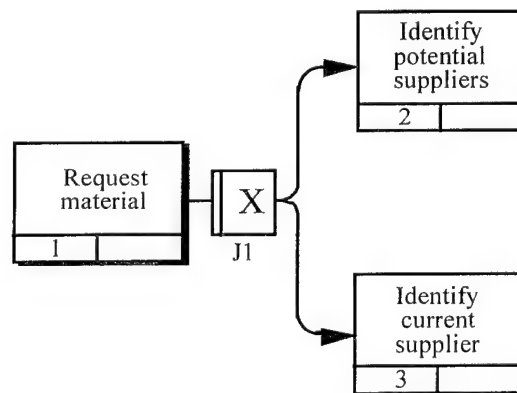 Identify
potential
suppliers
2
Request
material
1
X
J1
Identify
current
supplier
3